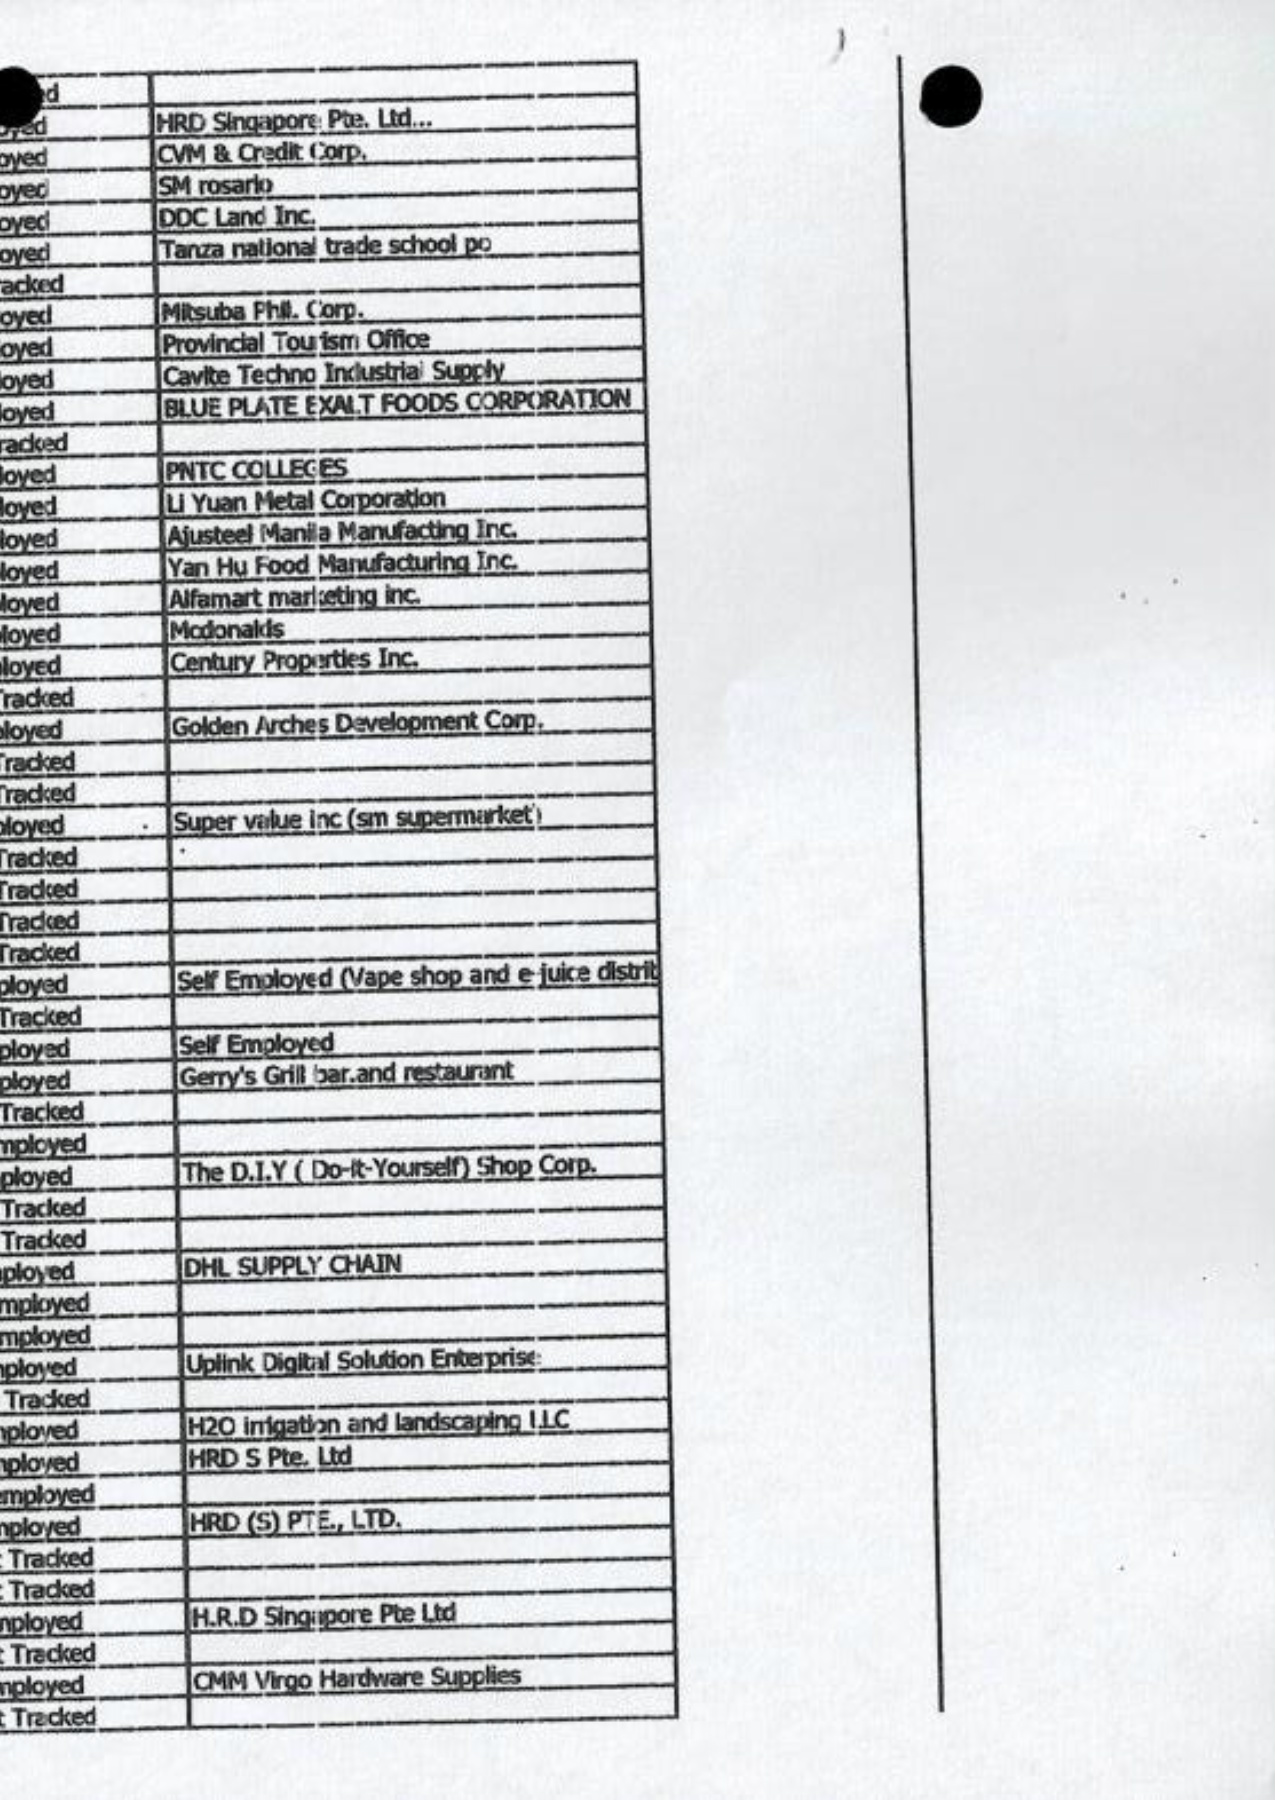 ed
oyed HRD Singapore Pte. Ltd...
oyed CVM & Credit Corp.
oyed SM rosario
oyed DDC Land Inc.
oyed Tanza national trade school po
racked
oyed Mitsuba Phil. Corp.
loyed Provincial Tourism Office
loyed Cavite Techno Industrial Supply
loyed BLUE PLATE EXALT FOODS CORPORATION
racked
loyed PNTC COLLEGES
loyed Li Yuan Metal Corporation
loyed Ajusteel Manila Manufacting Inc.
loyed Yan Hu Food Manufacturing Inc.
loyed Alfamart marketing inc.
loyed Mcdonalds
loyed Century Properties Inc.
Tracked
ployed Golden Arches Development Corp.
Tracked
Tracked
ployed Super value inc (sm supermarket)
Tracked
Tracked
Tracked
Tracked
ployed Self Employed (Vape shop and e-juice distrib
Tracked
ployed Self Employed
ployed Gerry's Grill bar.and restaurant
Tracked
mployed
ployed The D.I.Y ( Do-it-Yourself) Shop Corp.
Tracked
Tracked
ployed DHL SUPPLY CHAIN
mployed
mployed
mployed Uplink Digital Solution Enterprise
Tracked
mployed H2O irrigation and landscaping LLC
mployed HRD S Pte. Ltd
employed
mployed HRD (S) PTE., LTD.
t Tracked
t Tracked
mployed H.R.D Singapore Pte Ltd
t Tracked
mployed CMM Virgo Hardware Supplies
t Tracked